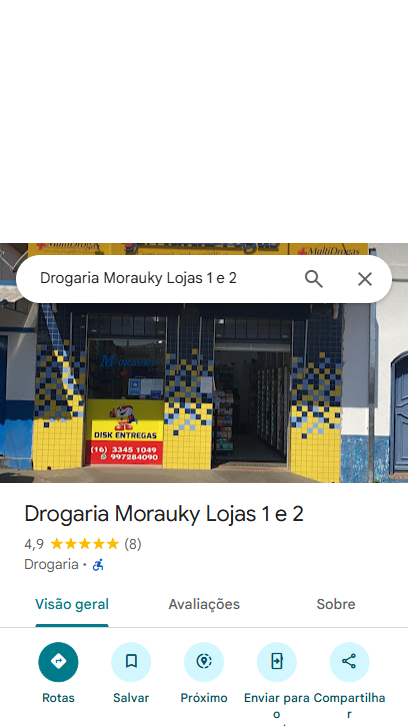 MultiDrogas
MultiDrogas
Drogaria Morauky Lojas 1 e 2
DISK ENTREGAS
(16) 3345 1049
997284090
Drogaria Morauky Lojas 1 e 2
4,9 ★★★★★ (8)
Drogaria ·
Visão geral Avaliações Sobre
Rotas Salvar Próximo Enviar para o Compartilhar